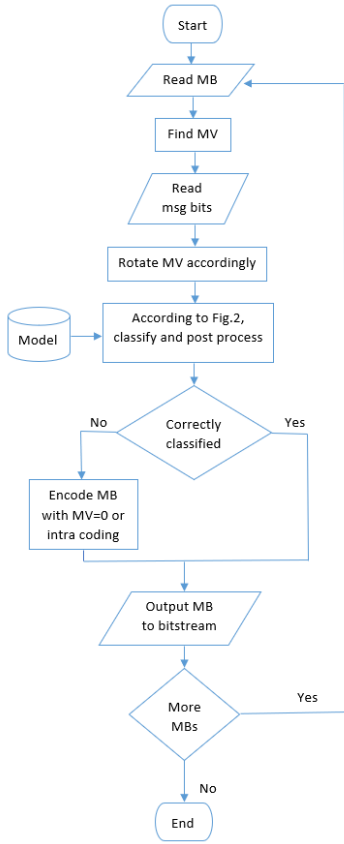 Start
Read MB
Find MV
Read
msg bits
Rotate MV accordingly
According to Fig.2,
classify and post process
Model
Correctly
classified
No
Yes
Encode MB
with MV=0 or
intra coding
Output MB
to bitstream
More
MBs
Yes
No
End